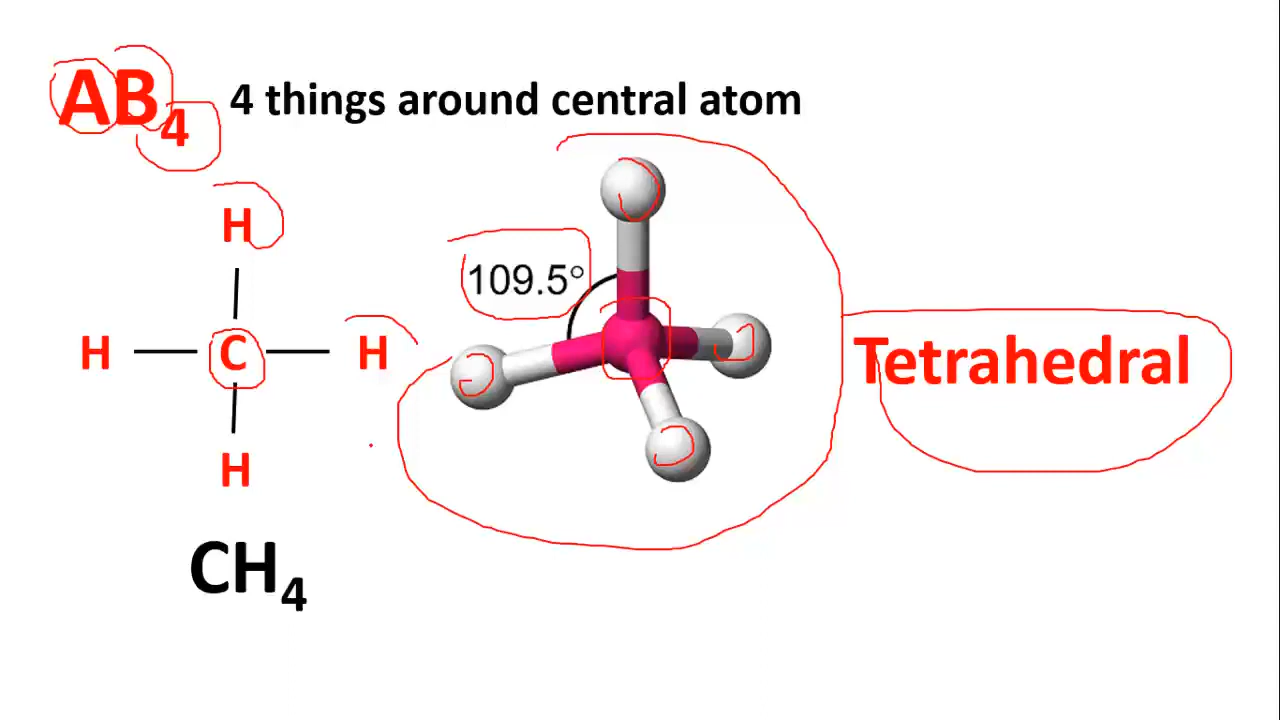 AB₄ 4 things around central atom
H
109.5°
H C H
Tetrahedral
H
CH₄